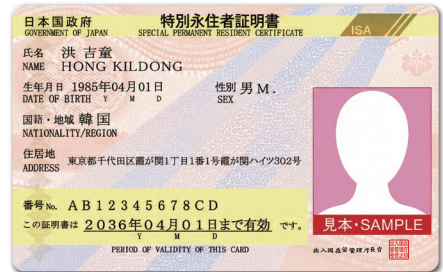 日本国政府 特別永住者証明書
GOVERNMENT OF JAPAN SPECIAL PERMANENT RESIDENT CERTIFICATE ISA
氏名 洪 吉童
NAME HONG KILDONG
生年月日 1985年04月01日 性別 男 M.
DATE OF BIRTH Y M D SEX
国籍・地域 韓国
NATIONALITY/REGION
住居地
ADDRESS 東京都千代田区霞が関1丁目1番1号霞が関ハイツ302号
番号 No. AB12345678CD
この証明書は 2036年04月01日まで有効 です。
Y M D
PERIOD OF VALIDITY OF THIS CARD
見本・SAMPLE
出入国在留管理庁長官